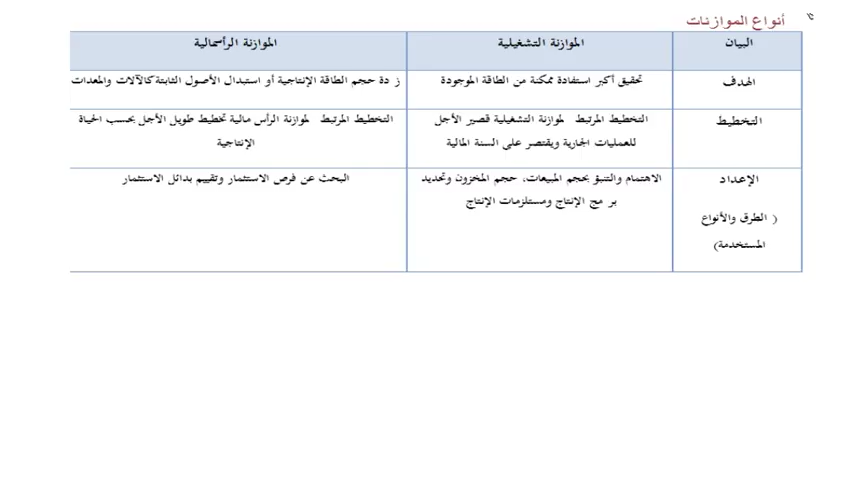 أنواع الموازنات
البيان
الموازنة التشغيلية
الموازنة الرأسمالية
الهدف
تحقيق أكبر استفادة ممكنة من الطاقة الموجودة
ز دة حجم الطاقة الإنتاجية أو استبدال الأصول الثابتة كالآلات والمعدات
التخطيط
التخطيط المرتبط لموازنة التشغيلية قصير الأجل
للعمليات الجارية ويقتصر على السنة المالية
التخطيط المرتبط لموازنة الرأس مالية تخطيط طويل الأجل بحسب الحياة
الإنتاجية
الإعداد
( الطرق والأنواع
المستخدمة)
الاهتمام والتنبؤ بحجم المبيعات، حجم المخزون وتحديد
بر مج الإنتاج ومستلزمات الإنتاج
البحث عن فرص الاستثمار وتقييم بدائل الاستثمار